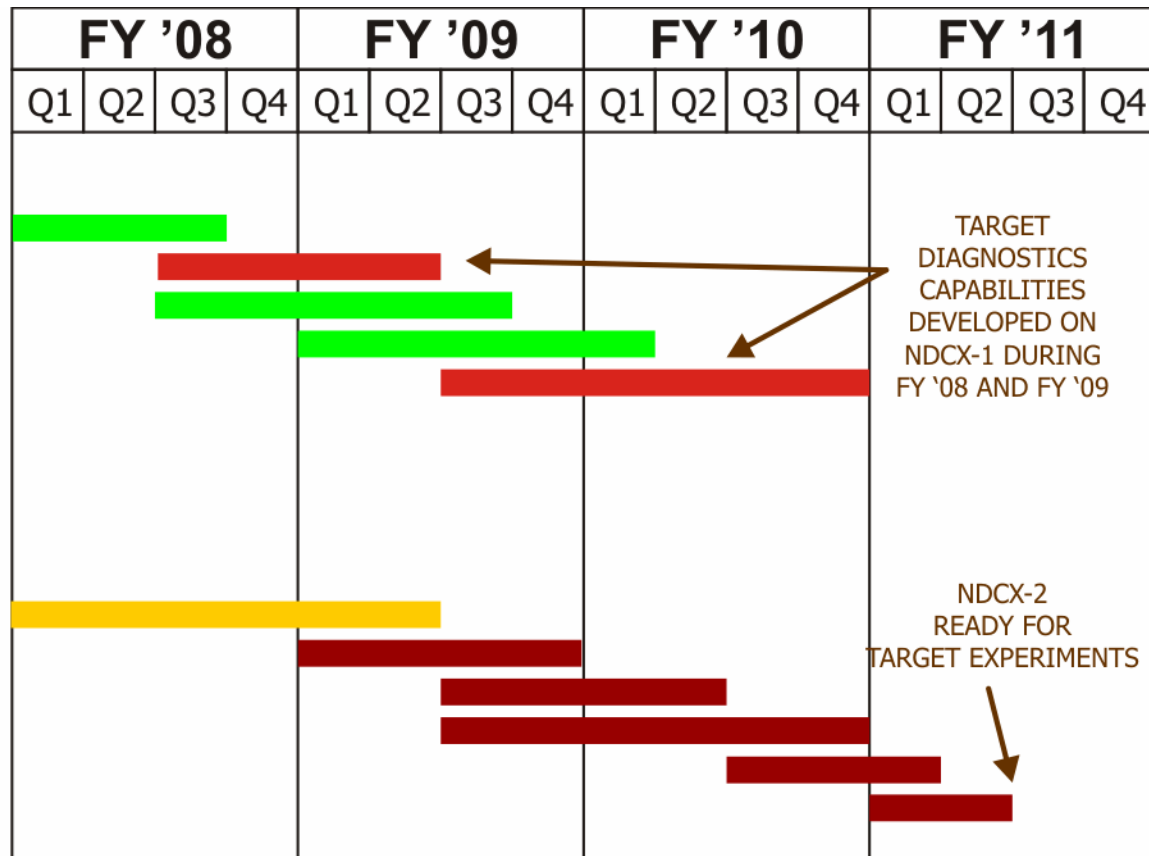 FY ’08 FY ’09 FY ’10 FY ’11
Q1 Q2 Q3 Q4 Q1 Q2 Q3 Q4 Q1 Q2 Q3 Q4 Q1 Q2 Q3 Q4
TARGET
DIAGNOSTICS
CAPABILITIES
DEVELOPED ON
NDCX-1 DURING
FY ‘08 AND FY ‘09
NDCX-2
READY FOR
TARGET EXPERIMENTS